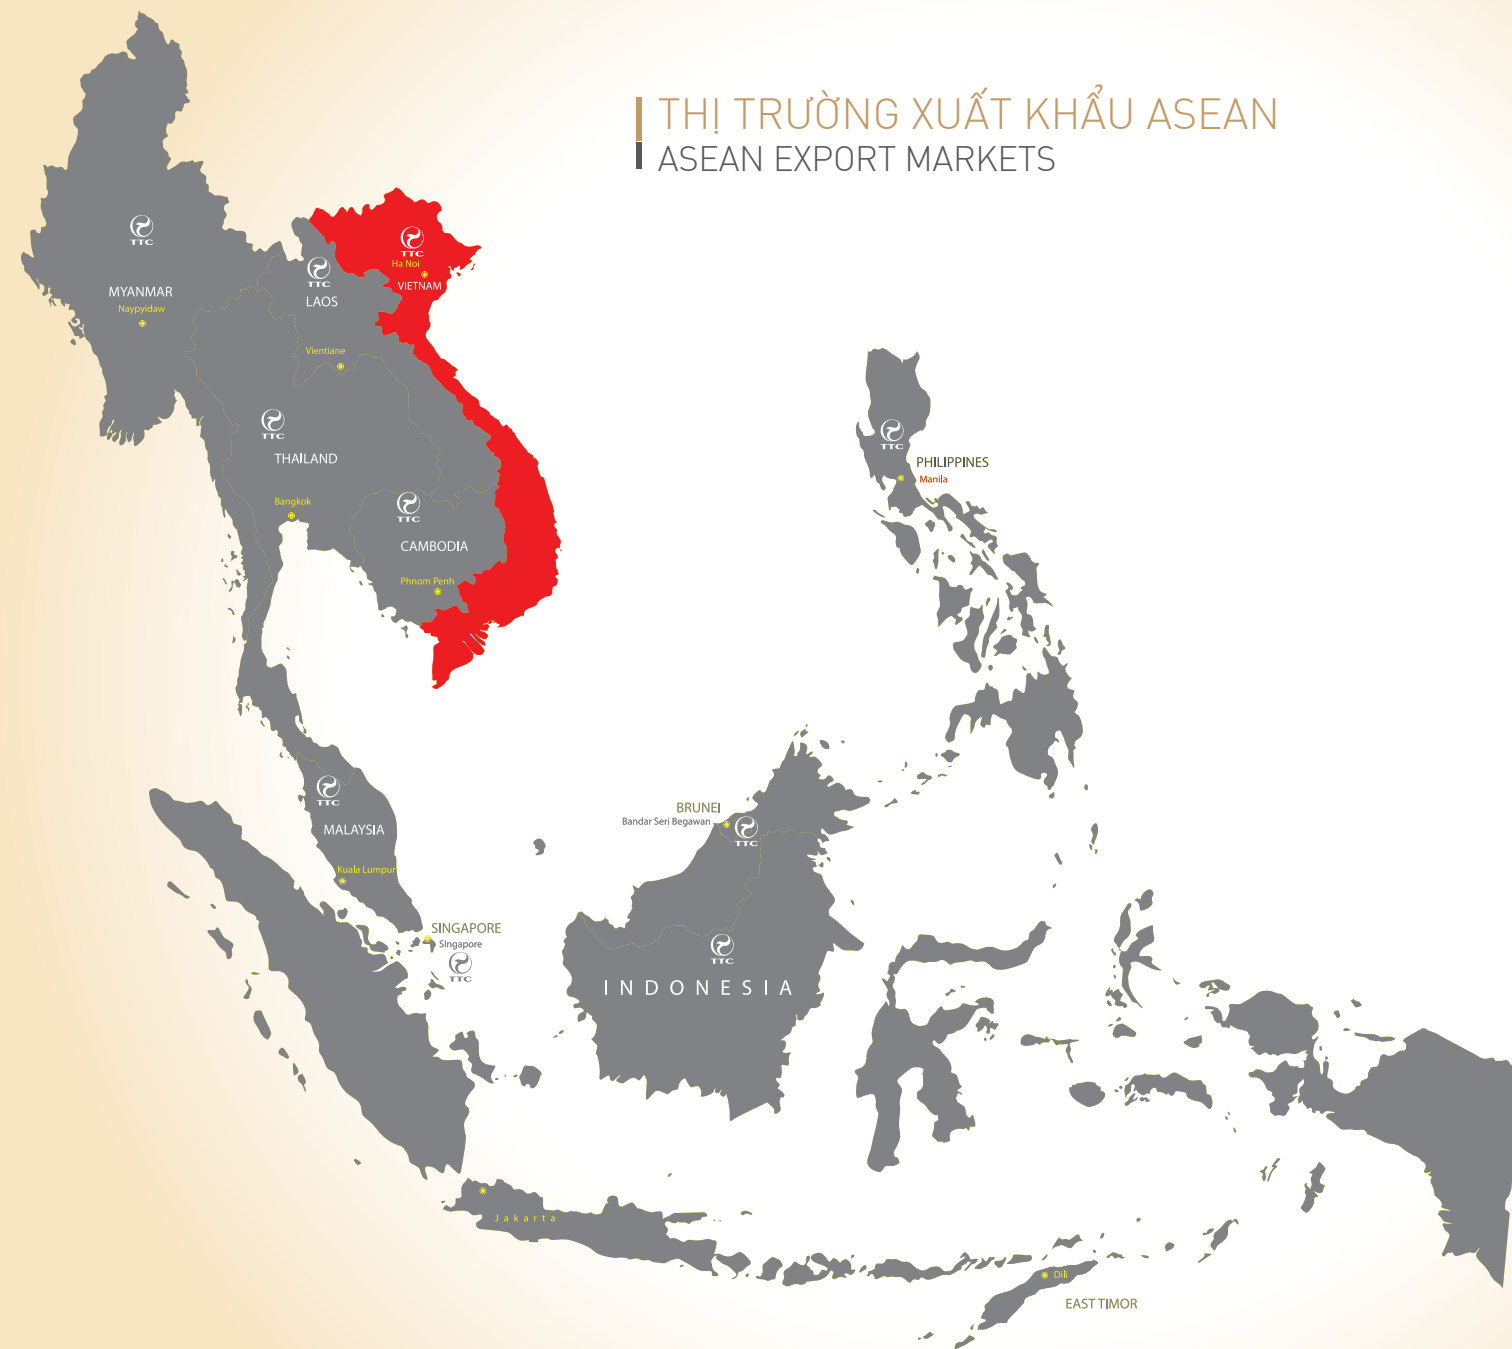 THỊ TRƯỜNG XUẤT KHẨU ASEAN
ASEAN EXPORT MARKETS
TTC
MYANMAR
Naypyidaw
TTC
Ha Noi
VIETNAM
TTC
LAOS
Vientiane
TTC
THAILAND
Bangkok
TTC
CAMBODIA
Phnom Penh
TTC
PHILIPPINES
Manila
TTC
MALAYSIA
Kuala Lumpur
BRUNEI
Bandar Seri Begawan
TTC
SINGAPORE
Singapore
TTC
TTC
INDONESIA
Jakarta
Dili
EAST TIMOR